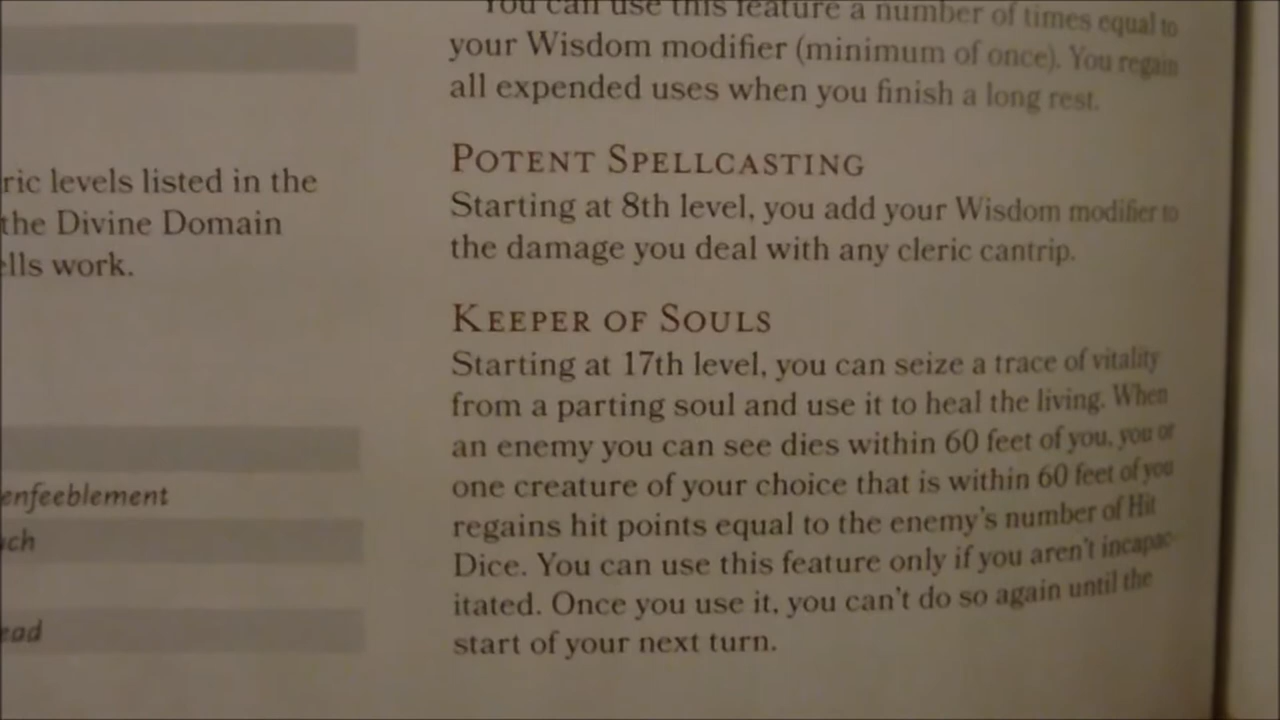 ric levels listed in the
the Divine Domain
ells work.
enfeeblement
uch
ead
You can use this feature a number of times equal to
your Wisdom modifier (minimum of once). You regain
all expended uses when you finish a long rest.
POTENT SPELLCASTING
Starting at 8th level, you add your Wisdom modifier to
the damage you deal with any cleric cantrip.
KEEPER OF SOULS
Starting at 17th level, you can seize a trace of vitality
from a parting soul and use it to heal the living. When
an enemy you can see dies within 60 feet of you, you or
one creature of your choice that is within 60 feet of you
regains hit points equal to the enemy's number of Hit
Dice. You can use this feature only if you aren't incapac-
itated. Once you use it, you can't do so again until the
start of your next turn.